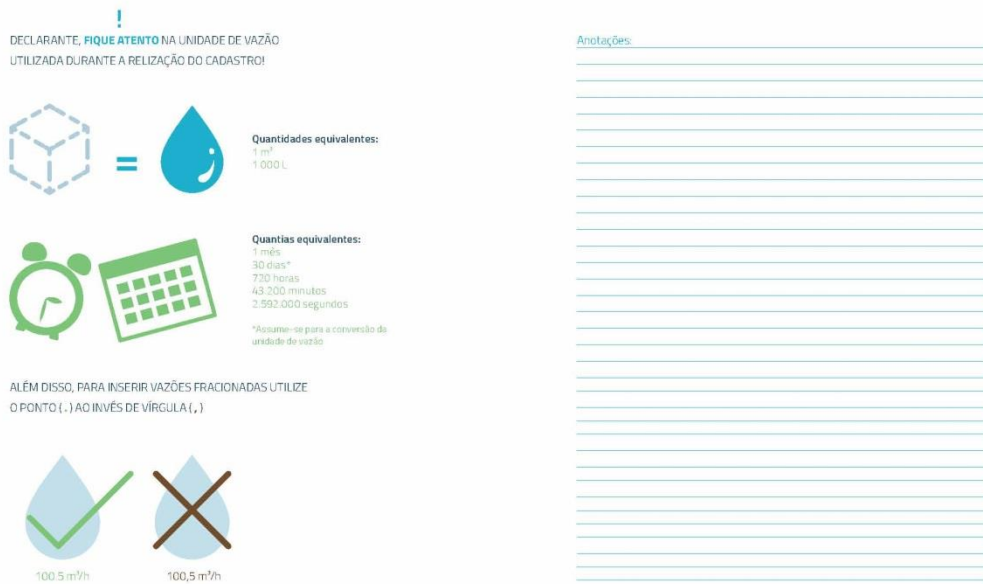 !
DECLARANTE, FIQUE ATENTO NA UNIDADE DE VAZÃO
UTILIZADA DURANTE A RELIZAÇÃO DO CADASTRO!
=
Quantidades equivalentes:
1 m³
1 000 L
Quantias equivalentes:
1 mês
30 dias*
720 horas
43.200 minutos
2.592.000 segundos
*Assume-se para a conversão da
unidade de vazão
ALÉM DISSO, PARA INSERIR VAZÕES FRACIONADAS UTILIZE
O PONTO ( . ) AO INVÉS DE VÍRGULA ( , )
100.5 m³/h
100,5 m³/h
Anotações: